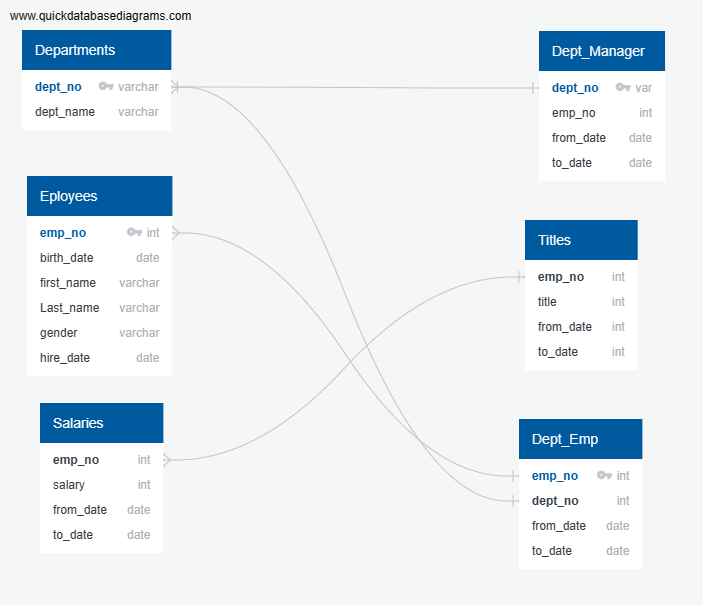 www.quickdatabasediagrams.com
Departments
dept_no varchar
dept_name varchar
Dept_Manager
dept_no var
emp_no int
from_date date
to_date date
Eployees
emp_no int
birth_date date
first_name varchar
Last_name varchar
gender varchar
hire_date date
Titles
emp_no int
title int
from_date int
to_date int
Salaries
emp_no int
salary int
from_date date
to_date date
Dept_Emp
emp_no int
dept_no int
from_date date
to_date date